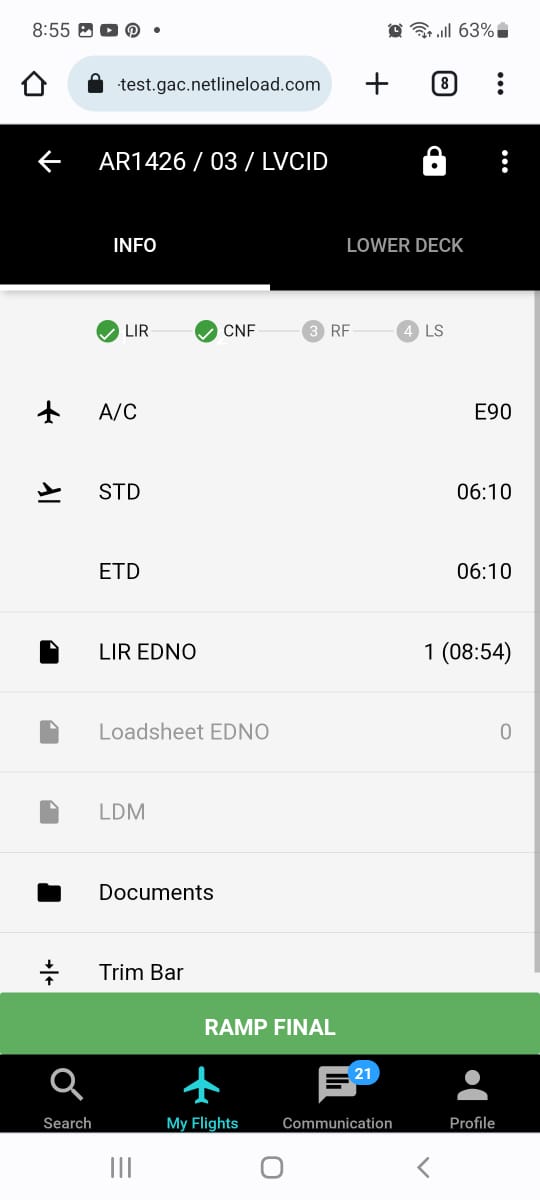 8:55 63%
-test.gac.netlineload.com 8
AR1426 / 03 / LVCID
INFO LOWER DECK
LIR CNF 3 RF 4 LS
A/C E90
STD 06:10
ETD 06:10
LIR EDNO 1 (08:54)
Loadsheet EDNO 0
LDM
Documents
Trim Bar
RAMP FINAL
21
Search My Flights Communication Profile